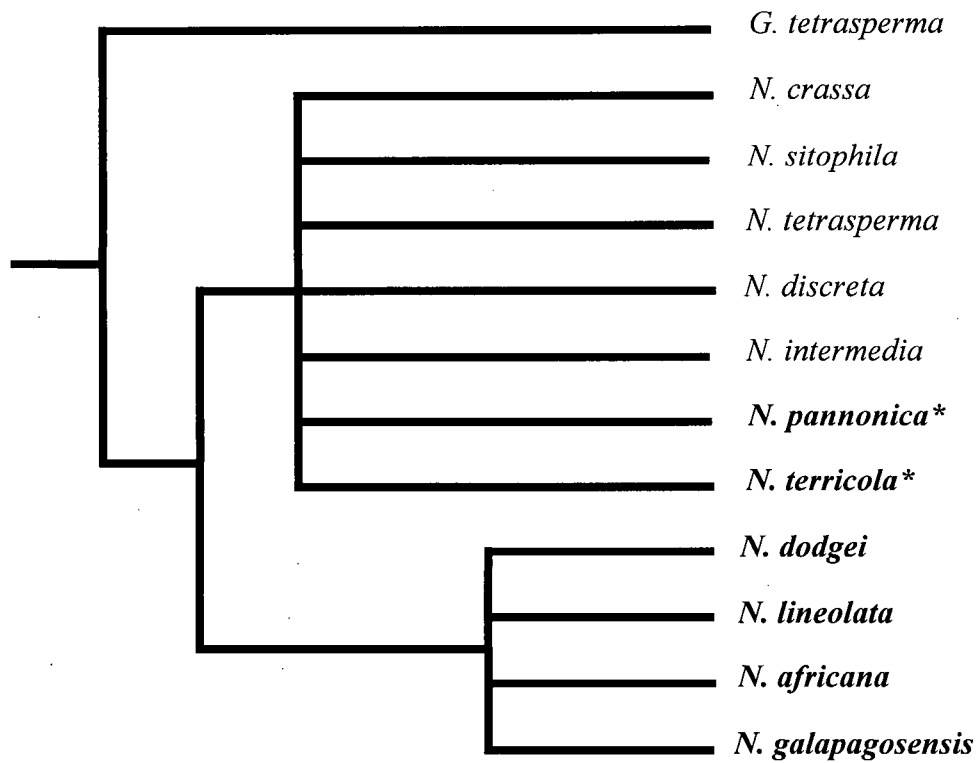 G. tetrasperma
N. crassa
N. sitophila
N. tetrasperma
N. discreta
N. intermedia
N. pannonica*
N. terricola*
N. dodgei
N. lineolata
N. africana
N. galapagosensis